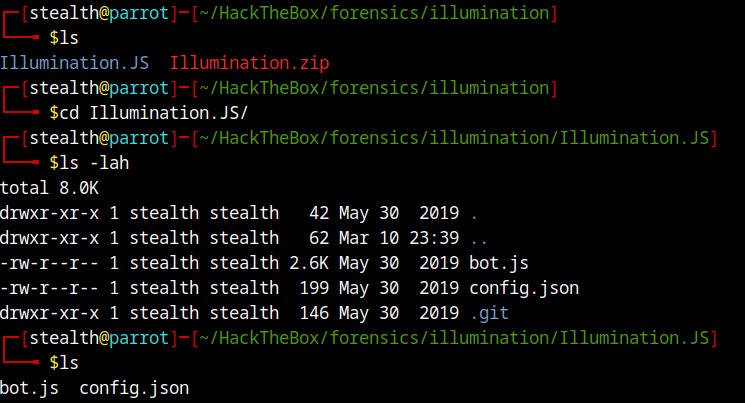 ┌─[stealth@parrot]─[~/HackTheBox/forensics/illumination]
└──╼ $ls
Illumination.JS  Illumination.zip
┌─[stealth@parrot]─[~/HackTheBox/forensics/illumination]
└──╼ $cd Illumination.JS/
┌─[stealth@parrot]─[~/HackTheBox/forensics/illumination/Illumination.JS]
└──╼ $ls -lah
total 8.0K
drwxr-xr-x 1 stealth stealth   42 May 30  2019 .
drwxr-xr-x 1 stealth stealth   62 Mar 10 23:39 ..
-rw-r--r-- 1 stealth stealth 2.6K May 30  2019 bot.js
-rw-r--r-- 1 stealth stealth  199 May 30  2019 config.json
drwxr-xr-x 1 stealth stealth  146 May 30  2019 .git
┌─[stealth@parrot]─[~/HackTheBox/forensics/illumination/Illumination.JS]
└──╼ $ls
bot.js  config.json